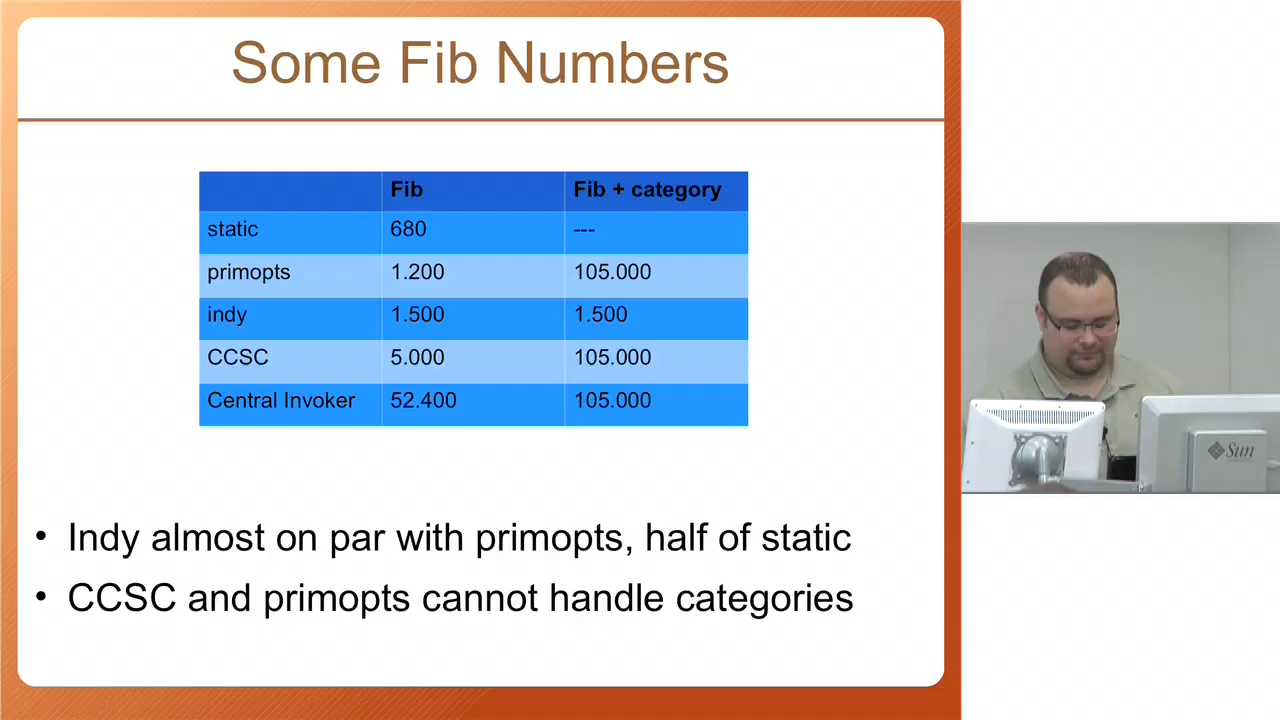 Some Fib Numbers
Fib Fib + category
static 680 ---
primopts 1.200 105.000
indy 1.500 1.500
CCSC 5.000 105.000
Central Invoker 52.400 105.000
• Indy almost on par with primopts, half of static
• CCSC and primopts cannot handle categories
Sun